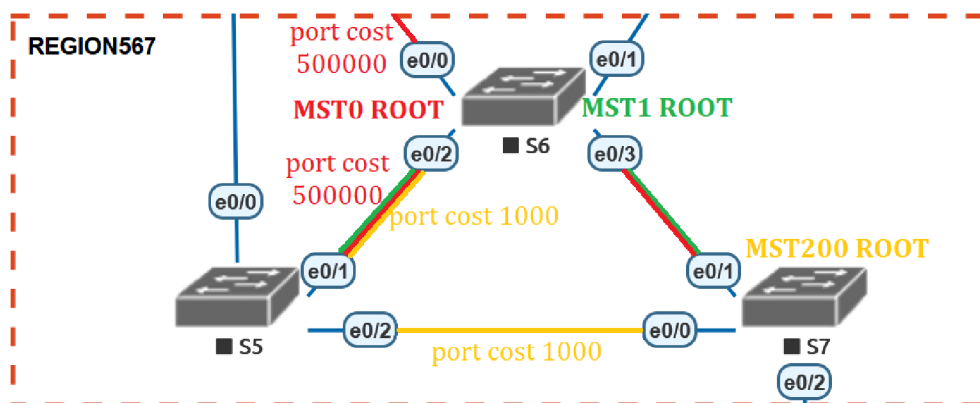 REGION567
port cost
500000
e0/0
e0/1
MST0 ROOT
MST1 ROOT
S6
e0/2
e0/3
port cost
500000
e0/0
port cost 1000
MST200 ROOT
e0/1
e0/1
e0/2
e0/0
S5
port cost 1000
S7
e0/2